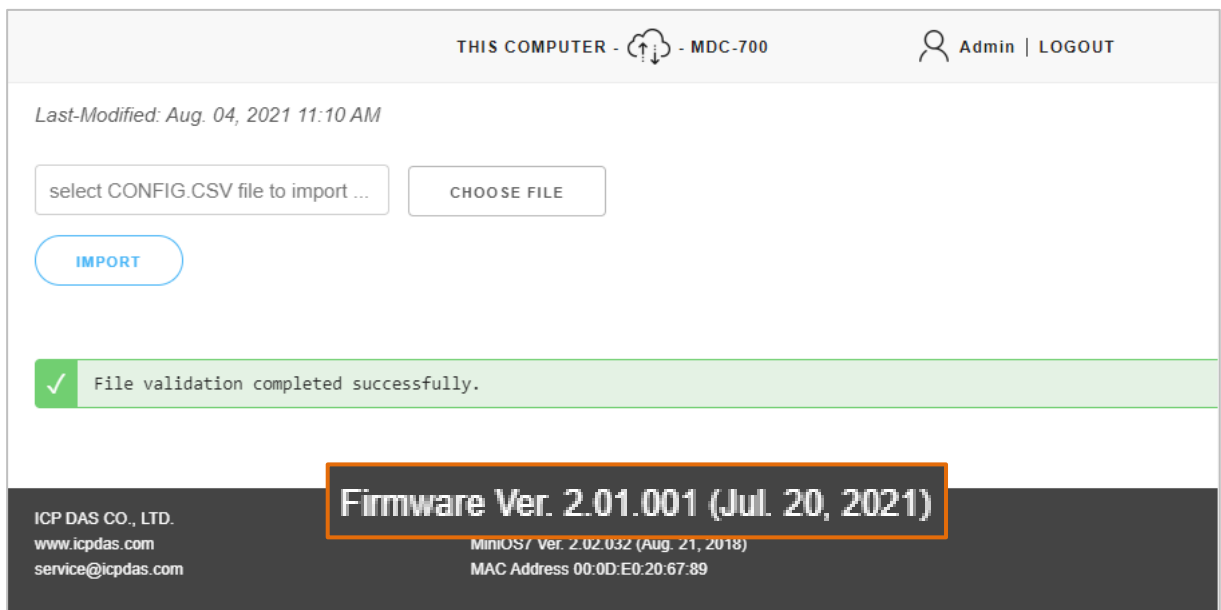 THIS COMPUTER - - MDC-700
Admin | LOGOUT
Last-Modified: Aug. 04, 2021 11:10 AM
select CONFIG.CSV file to import ...
CHOOSE FILE
IMPORT
File validation completed successfully.
Firmware Ver. 2.01.001 (Jul. 20, 2021)
ICP DAS CO., LTD.
www.icpdas.com
MiniOS7 Ver. 2.02.032 (Aug. 21, 2018)
service@icpdas.com
MAC Address 00:0D:E0:20:67:89